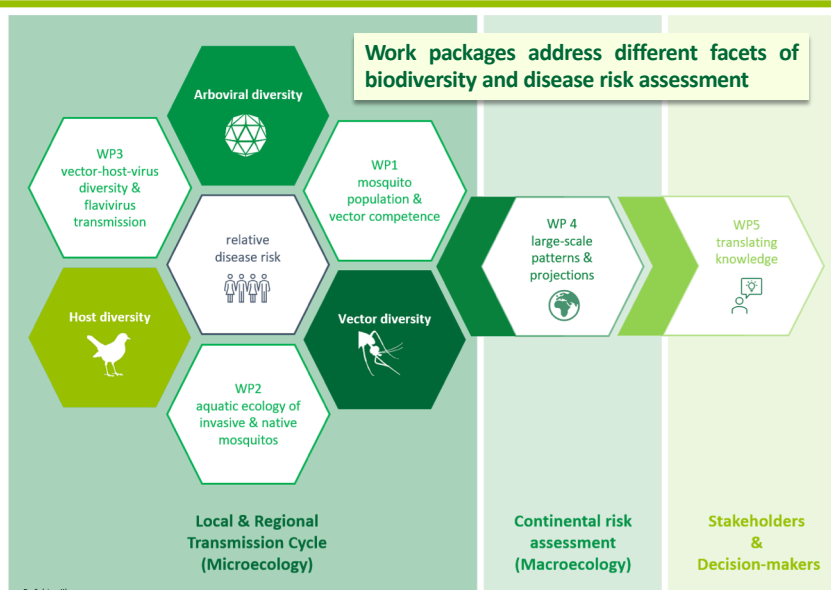 Work packages address different facets of
biodiversity and disease risk assessment
Arboviral diversity
WP3
vector-host-virus
diversity &
flavivirus
transmission
WP1
mosquito
population &
vector competence
relative
disease risk
Host diversity
Vector diversity
WP2
aquatic ecology of
invasive & native
mosquitos
WP 4
large-scale
patterns &
projections
WP5
translating
knowledge
Local & Regional
Transmission Cycle
(Microecology)
Continental risk
assessment
(Macroecology)
Stakeholders
&
Decision-makers